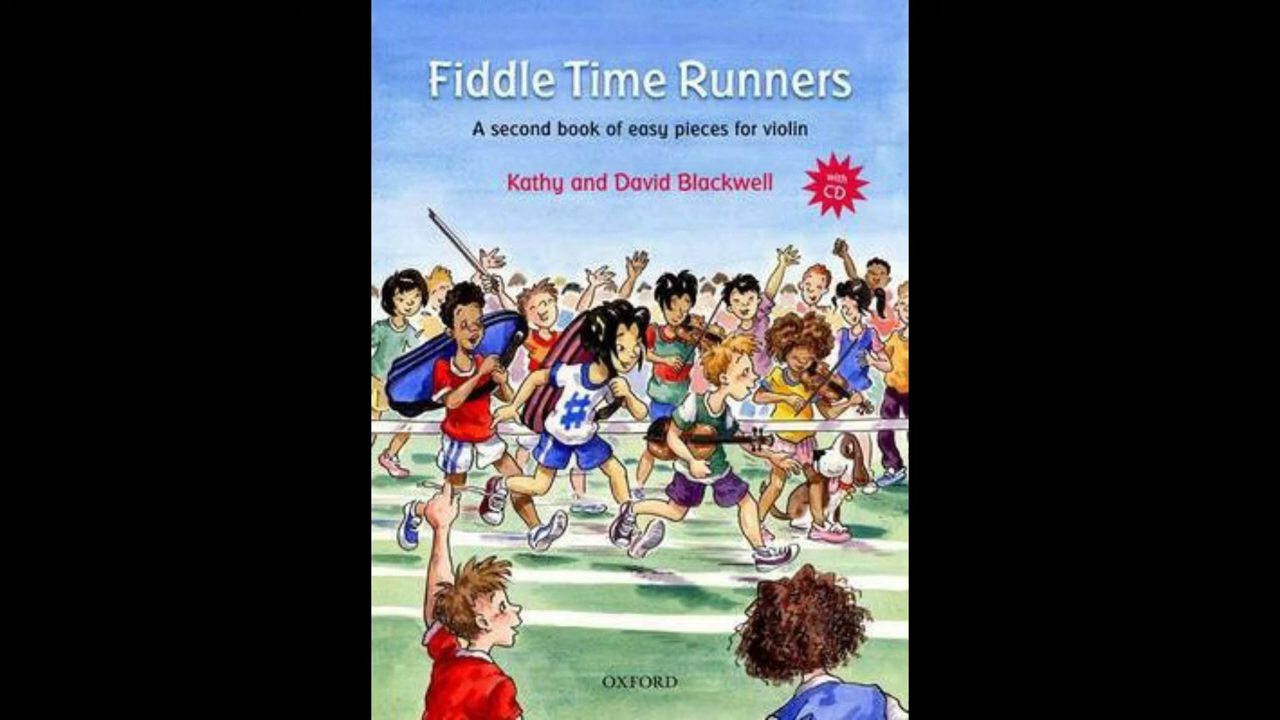 Fiddle Time Runners
A second book of easy pieces for violin
Kathy and David Blackwell
with
CD
#
OXFORD